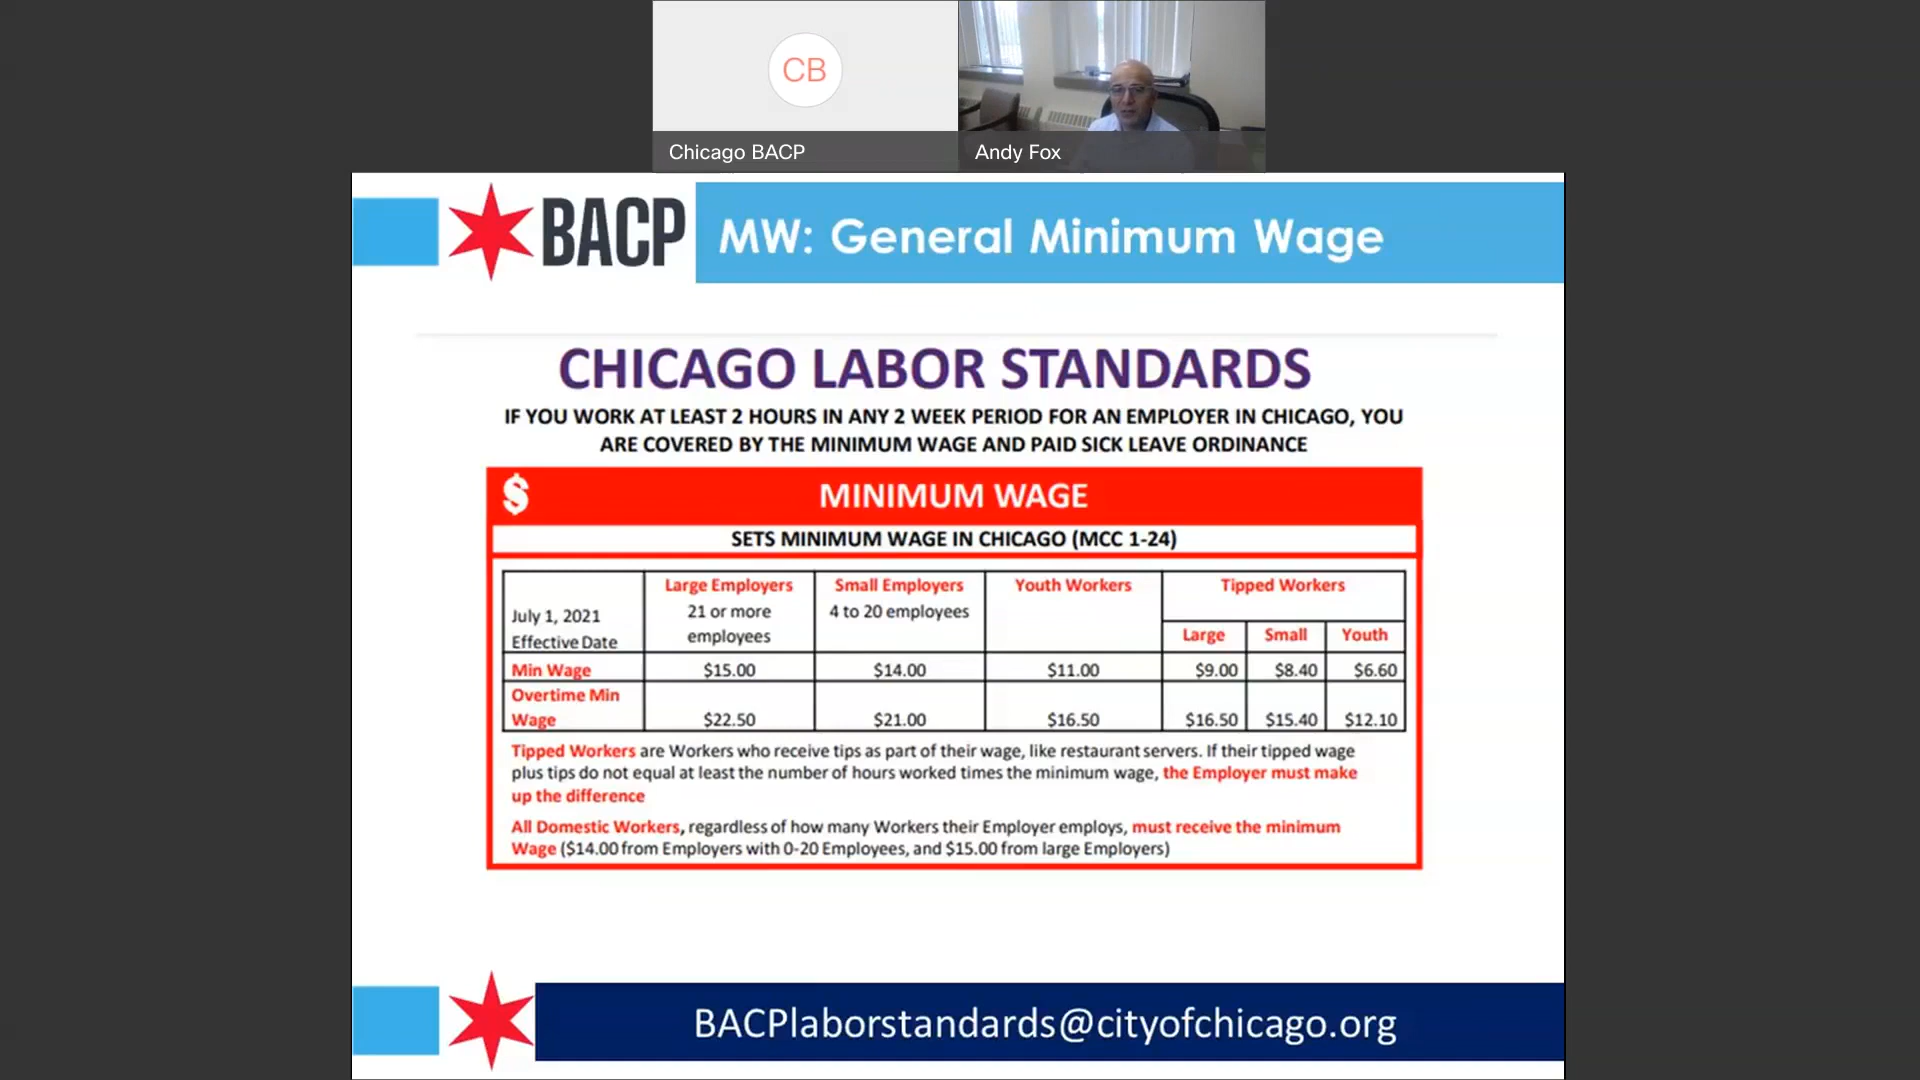 CB
Chicago BACP
Andy Fox
BACP
MW: General Minimum Wage
CHICAGO LABOR STANDARDS
IF YOU WORK AT LEAST 2 HOURS IN ANY 2 WEEK PERIOD FOR AN EMPLOYER IN CHICAGO, YOU
ARE COVERED BY THE MINIMUM WAGE AND PAID SICK LEAVE ORDINANCE
$ MINIMUM WAGE
SETS MINIMUM WAGE IN CHICAGO (MCC 1-24)
Large Employers Small Employers Youth Workers Tipped Workers
21 or more 4 to 20 employees
July 1, 2021
employees
Effective Date
Large Small Youth
Min Wage $15.00 $14.00 $11.00 $9.00 $8.40 $6.60
Overtime Min
Wage $22.50 $21.00 $16.50 $16.50 $15.40 $12.10
Tipped Workers are Workers who receive tips as part of their wage, like restaurant servers. If their tipped wage
plus tips do not equal at least the number of hours worked times the minimum wage, the Employer must make
up the difference
All Domestic Workers, regardless of how many Workers their Employer employs, must receive the minimum
Wage ($14.00 from Employers with 0-20 Employees, and $15.00 from large Employers)
BACPlaborstandards@cityofchicago.org